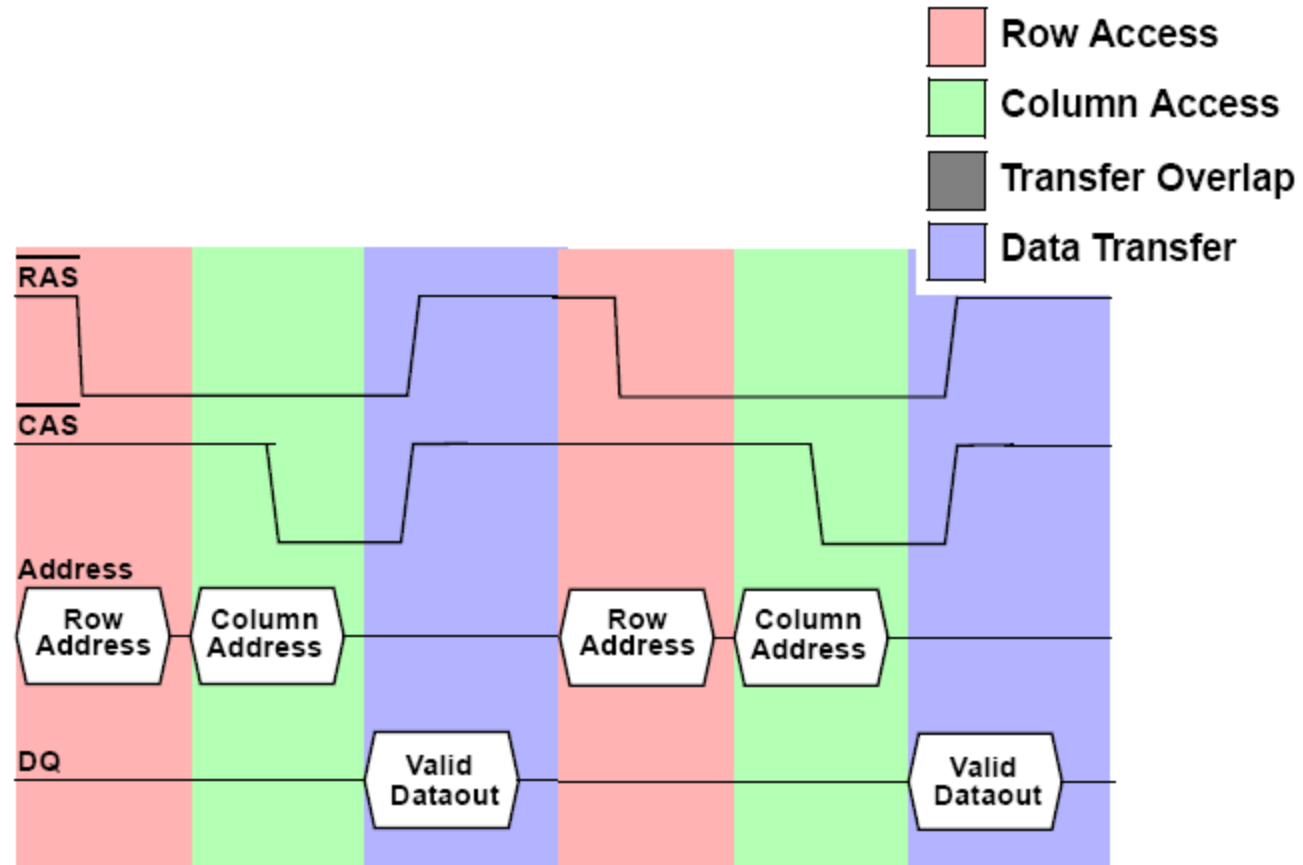 Row Access
Column Access
Transfer Overlap
Data Transfer
RAS
CAS
Address
Row
Address
Column
Address
Row
Address
Column
Address
DQ
Valid
Dataout
Valid
Dataout